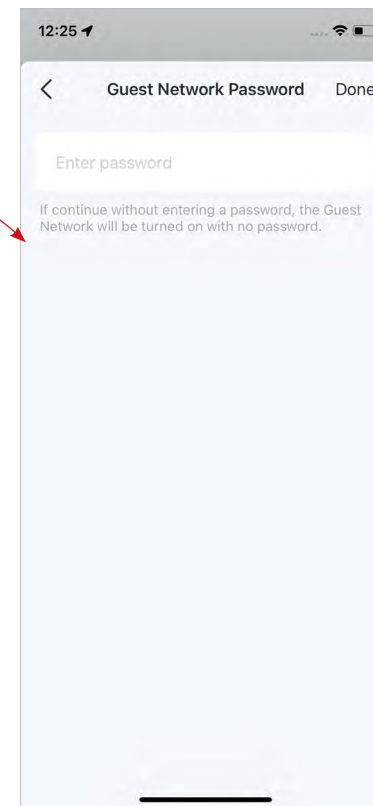 12:25
Guest Network Password Done
Enter password
If continue without entering a password, the Guest
Network will be turned on with no password.